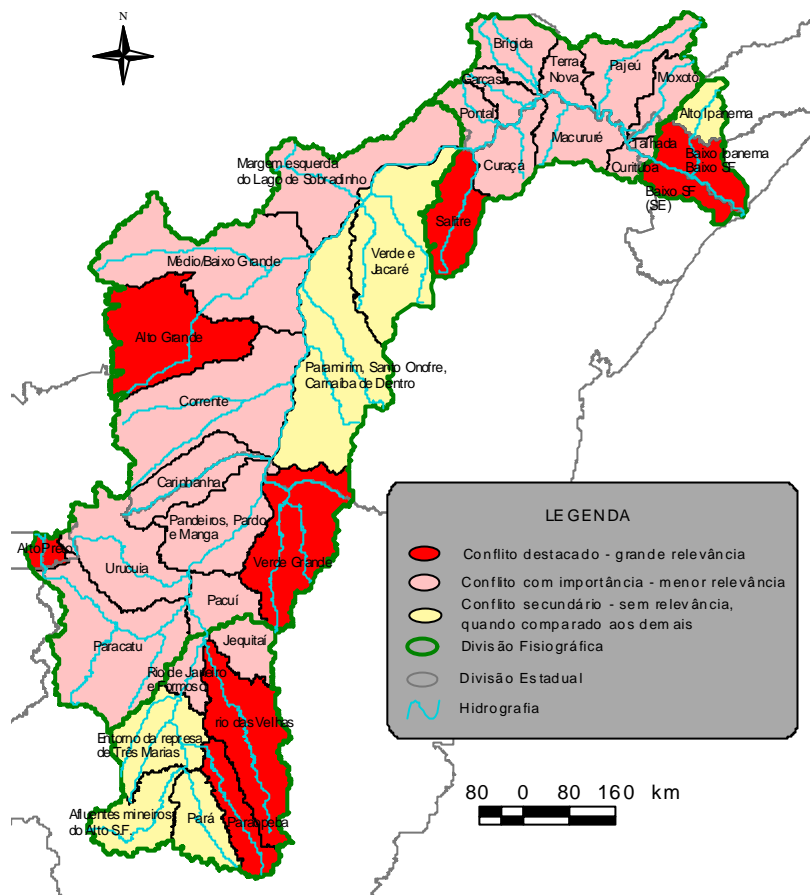 N
Brígida
Terra
Nova
Pajeú
Moxotó
Garças
Pontal
Alto Ipanema
Macururé
Talhada
Baixo Ipanema
Baixo SF
Curituba
Curaçá
Baixo SF
(SE)
Margem esquerda
do Lago de Sobradinho
Salitre
Verde e
Jacaré
Médio/Baixo Grande
Alto Grande
Paramirim, Santo Onofre,
Carnaíba de Dentro
Corrente
Carinhanha
Pandeiros, Pardo
e Manga
Alto Preto
Urucuia
Verde Grande
Pacuí
Paracatu
Jequitaí
Rio de Janeiro
e Formoso
rio das Velhas
Entorno da represa
de Três Marias
Afluentes mineiros
do Alto S.F.
Pará
Paraopeba
LEGENDA
Conflito destacado - grande relevância
Conflito com importância - menor relevância
Conflito secundário - sem relevância,
quando comparado aos demais
Divisão Fisiográfica
Divisão Estadual
Hidrografia
80 0 80 160 km